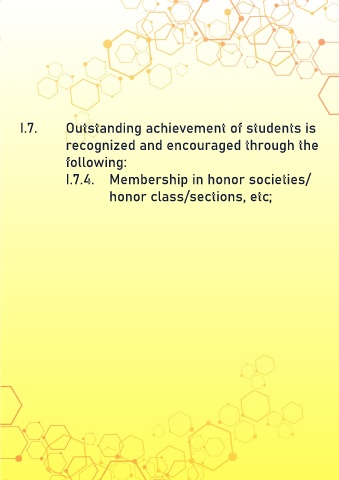 I.7. Outstanding achievement of students is
recognized and encouraged through the
following:
I.7.4. Membership in honor societies/
honor class/sections, etc;